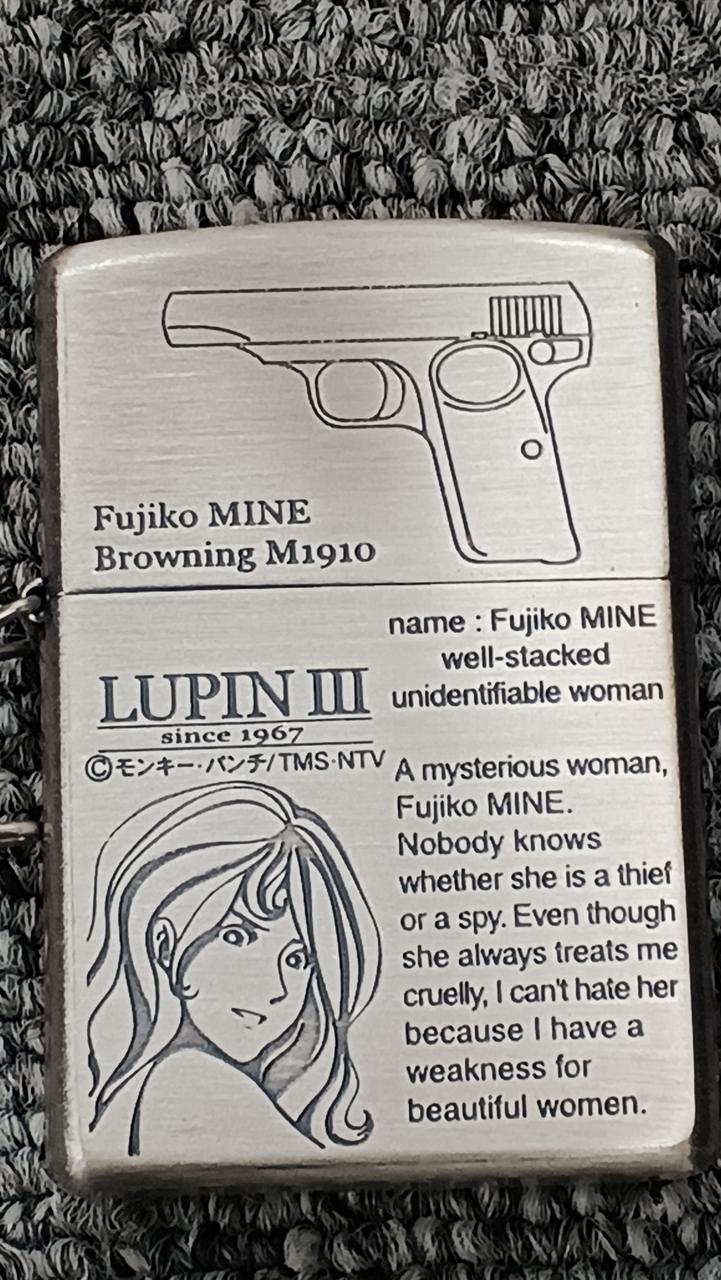 Fujiko MINE
Browning M1910
LUPIN III
since 1967
©モンキー・パンチ/TMS・NTV
name : Fujiko MINE
well-stacked
unidentifiable woman
A mysterious woman,
Fujiko MINE.
Nobody knows
whether she is a thief
or a spy. Even though
she always treats me
cruelly, I can't hate her
because I have a
weakness for
beautiful women.